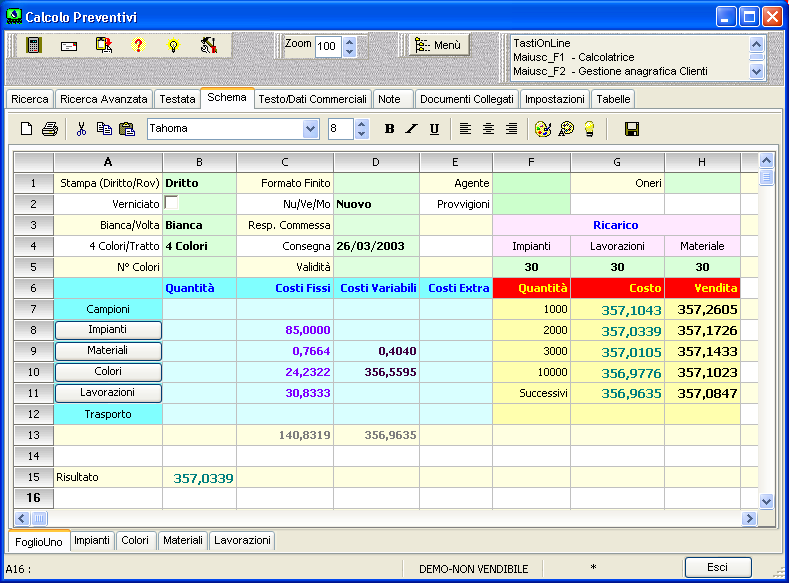 Calcolo Preventivi
Zoom 100 Menù
TastiOnLine
Maiusc_F1 - Calcolatrice
Maiusc_F2 - Gestione anagrafica Clienti
Ricerca Ricerca Avanzata Testata Schema Testo/Dati Commerciali Note Documenti Collegati Impostazioni Tabelle
Tahoma 8 B I U
A B C D E F G H
1 Stampa (Diritto/Rov) Dritto Formato Finito Agente Oneri
2 Verniciato Nu/Ve/Mo Nuovo Provvigioni
3 Bianca/Volta Bianca Resp. Commessa Ricarico
4 4 Colori/Tratto 4 Colori Consegna 26/03/2003 Impianti Lavorazioni Materiale
5 N° Colori Validità 30 30 30
6 Quantità Costi Fissi Costi Variabili Costi Extra Quantità Costo Vendita
7 Campioni 1000 357,1043 357,2605
8 Impianti 85,0000 2000 357,0339 357,1726
9 Materiali 0,7664 0,4040 3000 357,0105 357,1433
10 Colori 24,2322 356,5595 10000 356,9776 357,1023
11 Lavorazioni 30,8333 Successivi 356,9635 357,0847
12 Trasporto
13 140,8319 356,9635
14
15 Risultato 357,0339
16
FoglioUno Impianti Colori Materiali Lavorazioni
A16 : DEMO-NON VENDIBILE * Esci